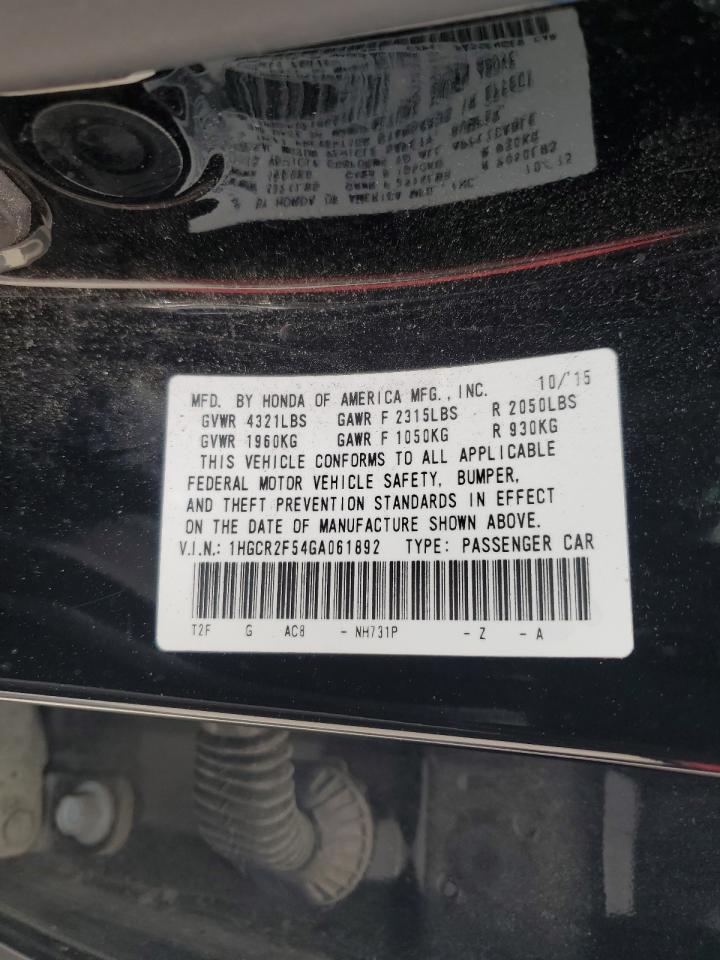 MFD. BY HONDA OF AMERICA MFG., INC. 10/'15
GVWR 4321LBS GAWR F 2315LBS R 2050LBS
GVWR 1960KG GAWR F 1050KG R 930KG
THIS VEHICLE CONFORMS TO ALL APPLICABLE
FEDERAL MOTOR VEHICLE SAFETY, BUMPER,
AND THEFT PREVENTION STANDARDS IN EFFECT
ON THE DATE OF MANUFACTURE SHOWN ABOVE.
V.I.N.: 1HGCR2F54GA061892 TYPE: PASSENGER CAR
T2F G AC8 - NH731P - Z - A